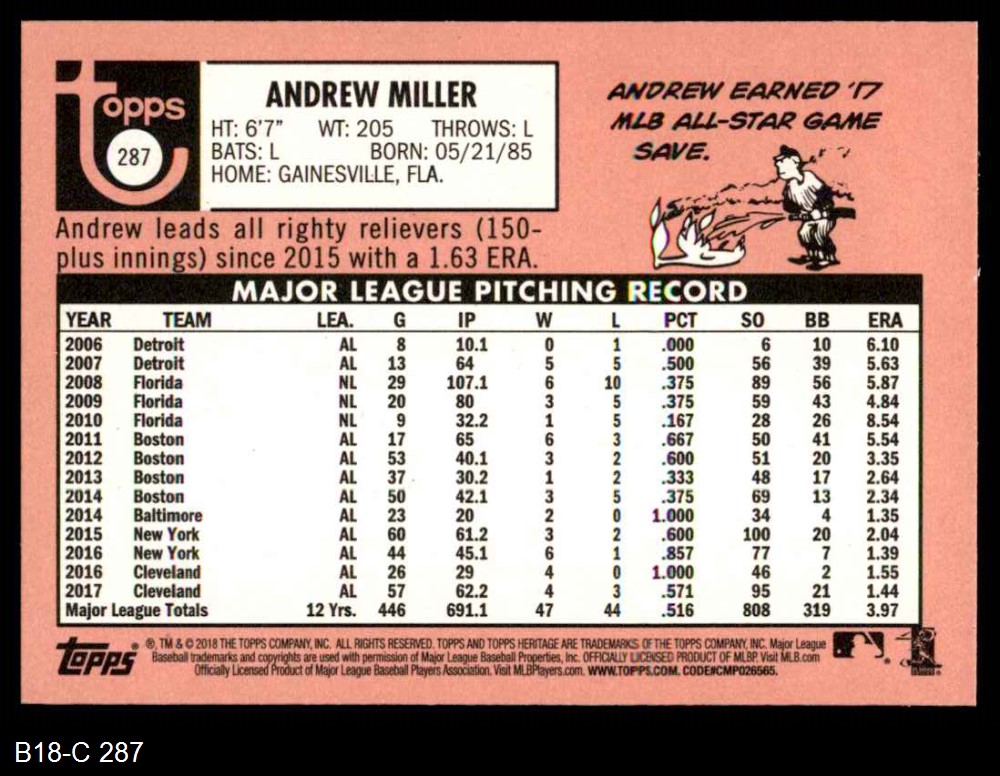 topps
287
ANDREW MILLER
HT: 6'7" WT: 205 THROWS: L
BATS: L BORN: 05/21/85
HOME: GAINESVILLE, FLA.
ANDREW EARNED '17
MLB ALL-STAR GAME
SAVE.
Andrew leads all righty relievers (150-
plus innings) since 2015 with a 1.63 ERA.
MAJOR LEAGUE PITCHING RECORD
YEAR TEAM LEA. G IP W L PCT SO BB ERA
2006 Detroit AL 8 10.1 0 1 .000 6 10 6.10
2007 Detroit AL 13 64 5 5 .500 56 39 5.63
2008 Florida NL 29 107.1 6 10 .375 89 56 5.87
2009 Florida NL 20 80 3 5 .375 59 43 4.84
2010 Florida NL 9 32.2 1 5 .167 28 26 8.54
2011 Boston AL 17 65 6 3 .667 50 41 5.54
2012 Boston AL 53 40.1 3 2 .600 51 20 3.35
2013 Boston AL 37 30.2 1 2 .333 48 17 2.64
2014 Boston AL 50 42.1 3 5 .375 69 13 2.34
2014 Baltimore AL 23 20 2 0 1.000 34 4 1.35
2015 New York AL 60 61.2 3 2 .600 100 20 2.04
2016 New York AL 44 45.1 6 1 .857 77 7 1.39
2016 Cleveland AL 26 29 4 0 1.000 46 2 1.55
2017 Cleveland AL 57 62.2 4 3 .571 95 21 1.44
Major League Totals 12 Yrs. 446 691.1 47 44 .516 808 319 3.97
topps ®, TM & © 2018 THE TOPPS COMPANY, INC. ALL RIGHTS RESERVED. TOPPS AND TOPPS HERITAGE ARE TRADEMARKS OF THE TOPPS COMPANY, INC. Major League
Baseball trademarks and copyrights are used with permission of Major League Baseball Properties, Inc. OFFICIALLY LICENSED PRODUCT OF MLBP. Visit MLB.com
Officially Licensed Product of Major League Baseball Players Association. Visit MLBPlayers.com. WWW.TOPPS.COM. CODE#CMP026565.
B18-C 287